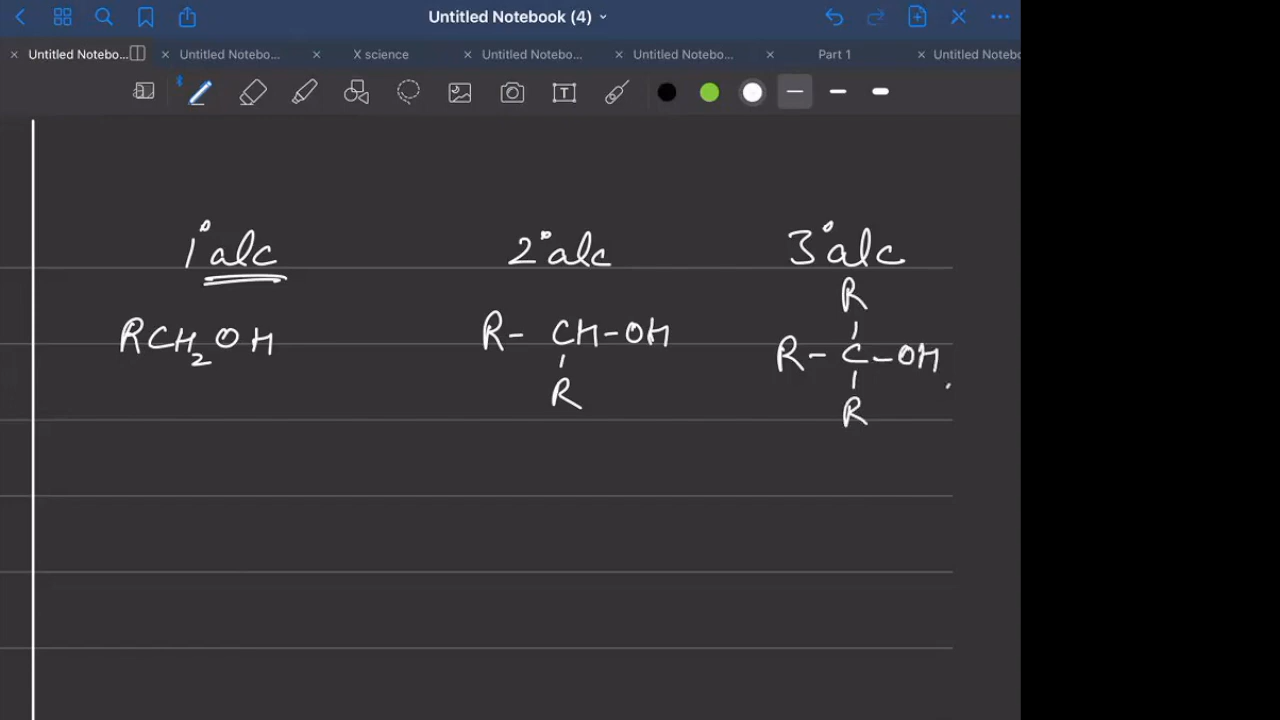 Untitled Notebook (4)
Untitled Notebo... Untitled Notebo... X science Untitled Notebo... Untitled Notebo... Part 1 Untitled Notebo
T
1° alc 2° alc 3° alc
R
RCH₂OH R- CH-OH R- C-OH
R R